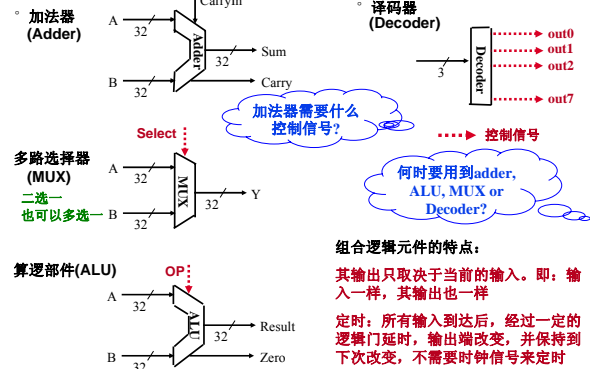 ° 加法器
(Adder)
CarryIn
A
32
Adder
32
Sum
B
32
Carry
° 译码器
(Decoder)
3
Decoder
out0
out1
out2
out7
加法器需要什么
控制信号?
控制信号
多路选择器
(MUX)
二选一
也可以多选一
Select
A
32
MUX
32
Y
B
32
何时要用到adder,
ALU, MUX or
Decoder?
算逻部件(ALU)
OP
A
32
ALU
32
Result
B
32
Zero
组合逻辑元件的特点：
其输出只取决于当前的输入。即：输
入一样，其输出也一样
定时：所有输入到达后，经过一定的
逻辑门延时，输出端改变，并保持到
下次改变，不需要时钟信号来定时